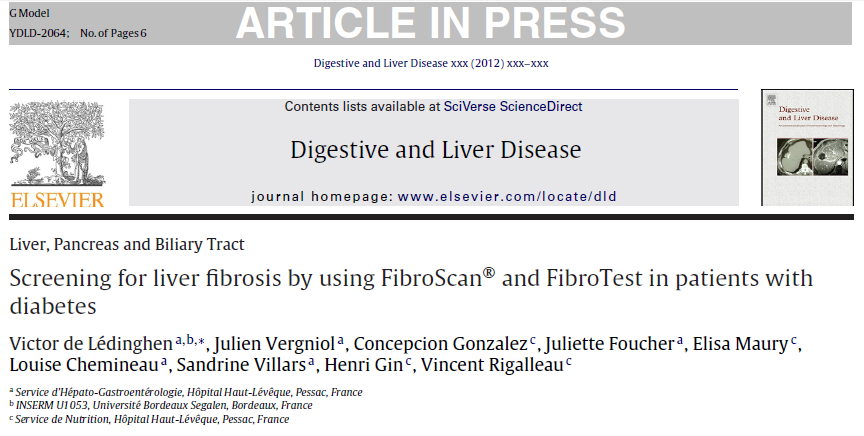 G Model
YDLD-2064; No. of Pages 6
ARTICLE IN PRESS
Digestive and Liver Disease xxx (2012) xxx–xxx
Contents lists available at SciVerse ScienceDirect
Digestive and Liver Disease
journal homepage: www.elsevier.com/locate/dld
ELSEVIER
Digestive
and Liver Disease
Liver, Pancreas and Biliary Tract
Screening for liver fibrosis by using FibroScan® and FibroTest in patients with
diabetes
Victor de Lédinghen a,b,∗, Julien Vergniol a, Concepcion Gonzalez c, Juliette Foucher a, Elisa Maury c,
Louise Chemineau a, Sandrine Villars a, Henri Gin c, Vincent Rigalleau c
a Service d'Hépato-Gastroentérologie, Hôpital Haut-Lévêque, Pessac, France
b INSERM U1053, Université Bordeaux Segalen, Bordeaux, France
c Service de Nutrition, Hôpital Haut-Lévêque, Pessac, France